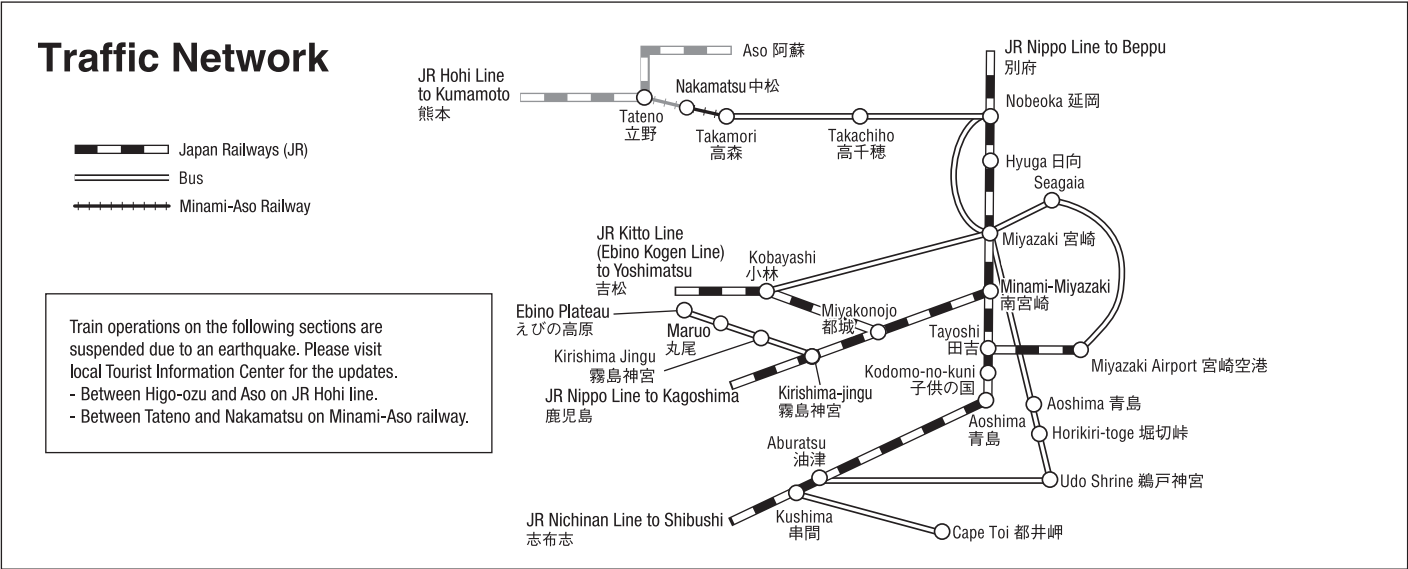 Traffic Network
Japan Railways (JR)
Bus
Minami-Aso Railway
Train operations on the following sections are
suspended due to an earthquake. Please visit
local Tourist Information Center for the updates.
- Between Higo-ozu and Aso on JR Hohi line.
- Between Tateno and Nakamatsu on Minami-Aso railway.
JR Hohi Line
to Kumamoto
熊本
Aso 阿蘇
Tateno
立野
Nakamatsu 中松
Takamori
高森
Takachiho
高千穂
JR Nippo Line to Beppu
別府
Nobeoka 延岡
Hyuga 日向
Seagaia
Miyazaki 宮崎
JR Kitto Line
(Ebino Kogen Line)
to Yoshimatsu
吉松
Kobayashi
小林
Minami-Miyazaki
南宮崎
Ebino Plateau
えびの高原
Maruo
丸尾
Miyakonojo
都城
Kirishima Jingu
霧島神宮
JR Nippo Line to Kagoshima
鹿児島
Kirishima-jingu
霧島神宮
Tayoshi
田吉
Miyazaki Airport 宮崎空港
Kodomo-no-kuni
子供の国
Aoshima
青島
Aoshima 青島
Horikiri-toge 堀切峠
Udo Shrine 鵜戸神宮
Aburatsu
油津
JR Nichinan Line to Shibushi
志布志
Kushima
串間
Cape Toi 都井岬